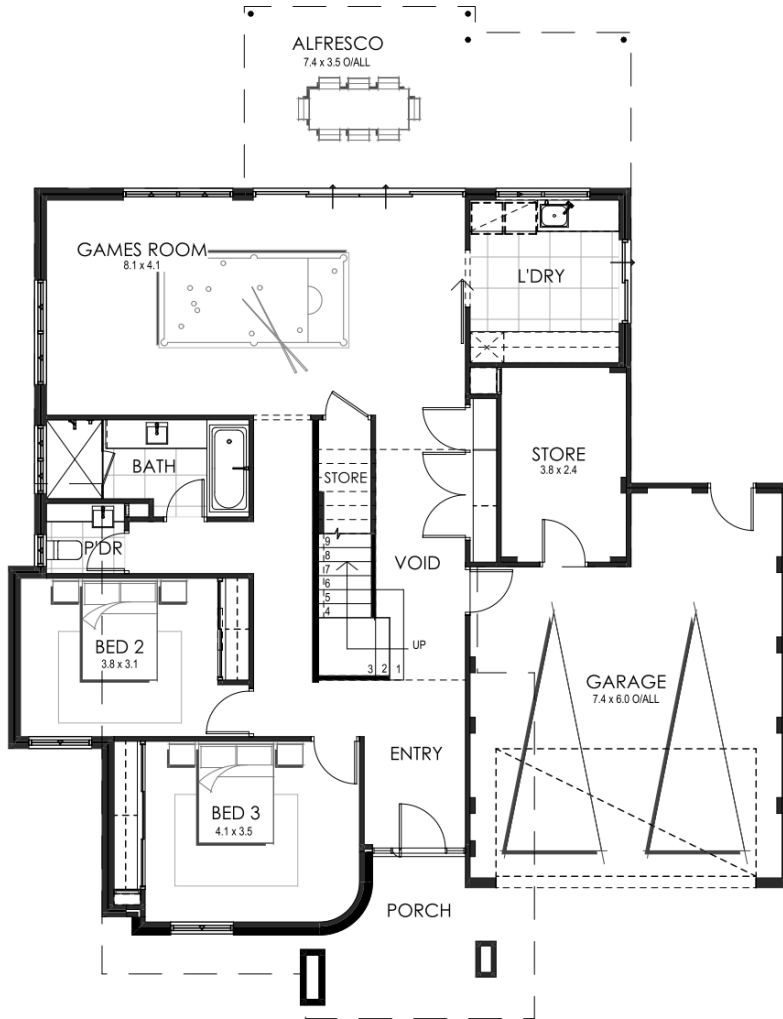 ALFRESCO
7.4 x 3.5 O/ALL
GAMES ROOM
8.1 x 4.1
L'DRY
BATH
STORE
STORE
3.8 x 2.4
P'DR
VOID
9
8
7
6
5
4
3 2 1
UP
BED 2
3.8 x 3.1
GARAGE
7.4 x 6.0 O/ALL
ENTRY
BED 3
4.1 x 3.5
PORCH